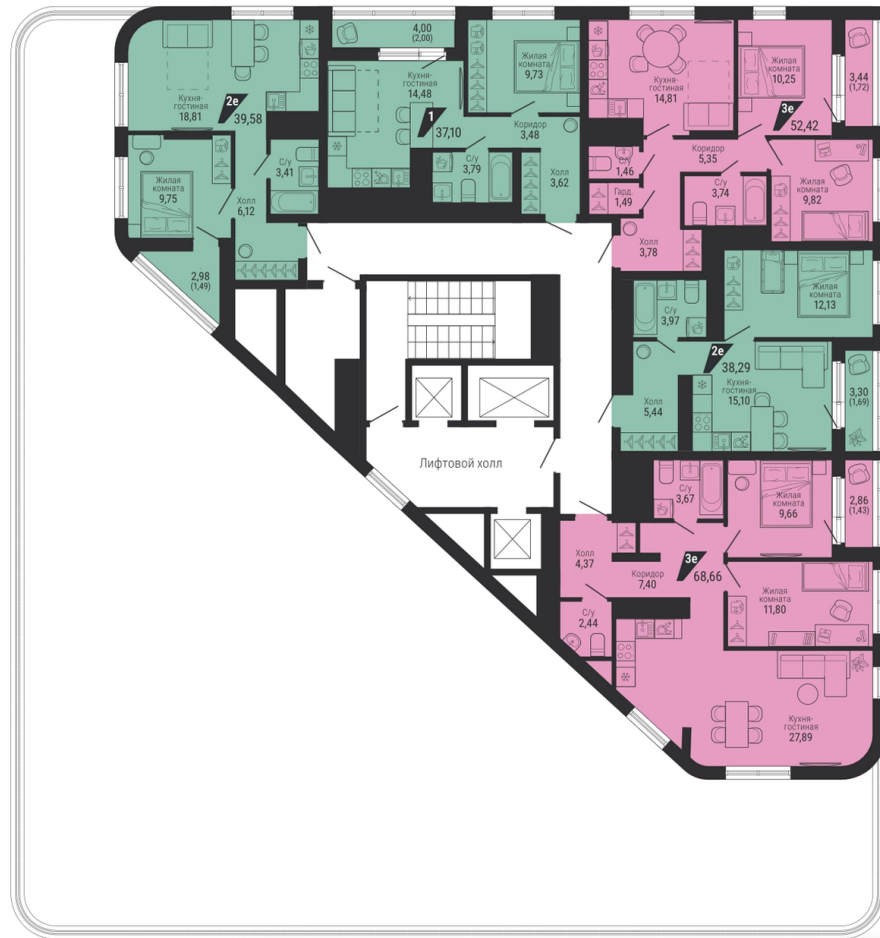 Кухня-
гостиная
18,81
2е
39,58
Жилая
комната
9,75
С/у
3,41
Холл
6,12
2,98
(1,49)
4,00
(2,00)
Кухня-
гостиная
14,48
1
37,10
Жилая
комната
9,73
Коридор
3,48
С/у
3,79
Холл
3,62
Кухня-
гостиная
14,81
Жилая
комната
10,25
3е
52,42
3,44
(1,72)
Коридор
5,35
С/у
1,46
Гард.
1,49
С/у
3,74
Жилая
комната
9,82
Холл
3,78
Жилая
комната
12,13
С/у
3,97
2е
38,29
Кухня-
гостиная
15,10
Холл
5,44
3,30
(1,69)
Лифтовой холл
С/у
3,67
Жилая
комната
9,66
2,86
(1,43)
Холл
4,37
Коридор
7,40
3е
68,66
Жилая
комната
11,80
С/у
2,44
Кухня-
гостиная
27,89